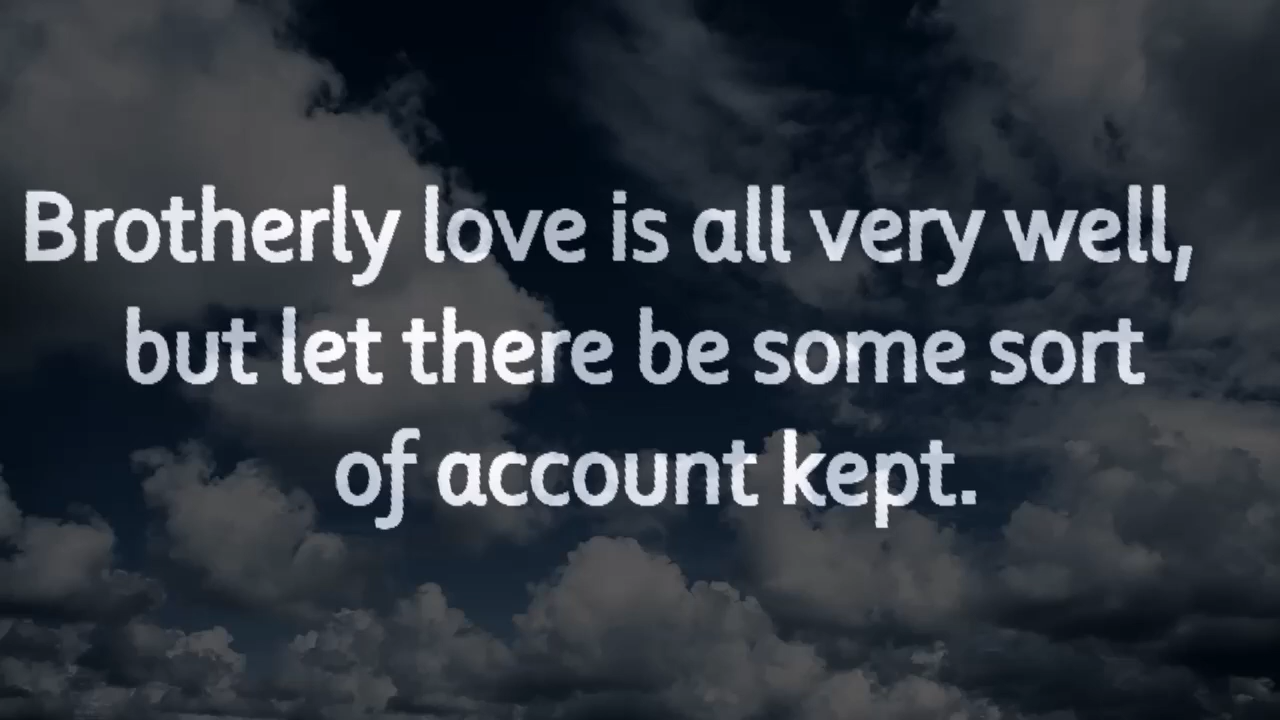 Brotherly love is all very well,
but let there be some sort
of account kept.